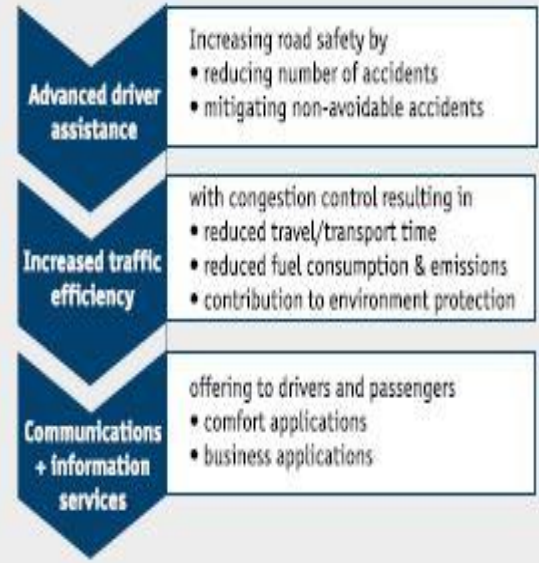 Advanced driver
assistance
Increasing road safety by
• reducing number of accidents
• mitigating non-avoidable accidents
Increased traffic
efficiency
with congestion control resulting in
• reduced travel/transport time
• reduced fuel consumption & emissions
• contribution to environment protection
Communications
+ information
services
offering to drivers and passengers
• comfort applications
• business applications